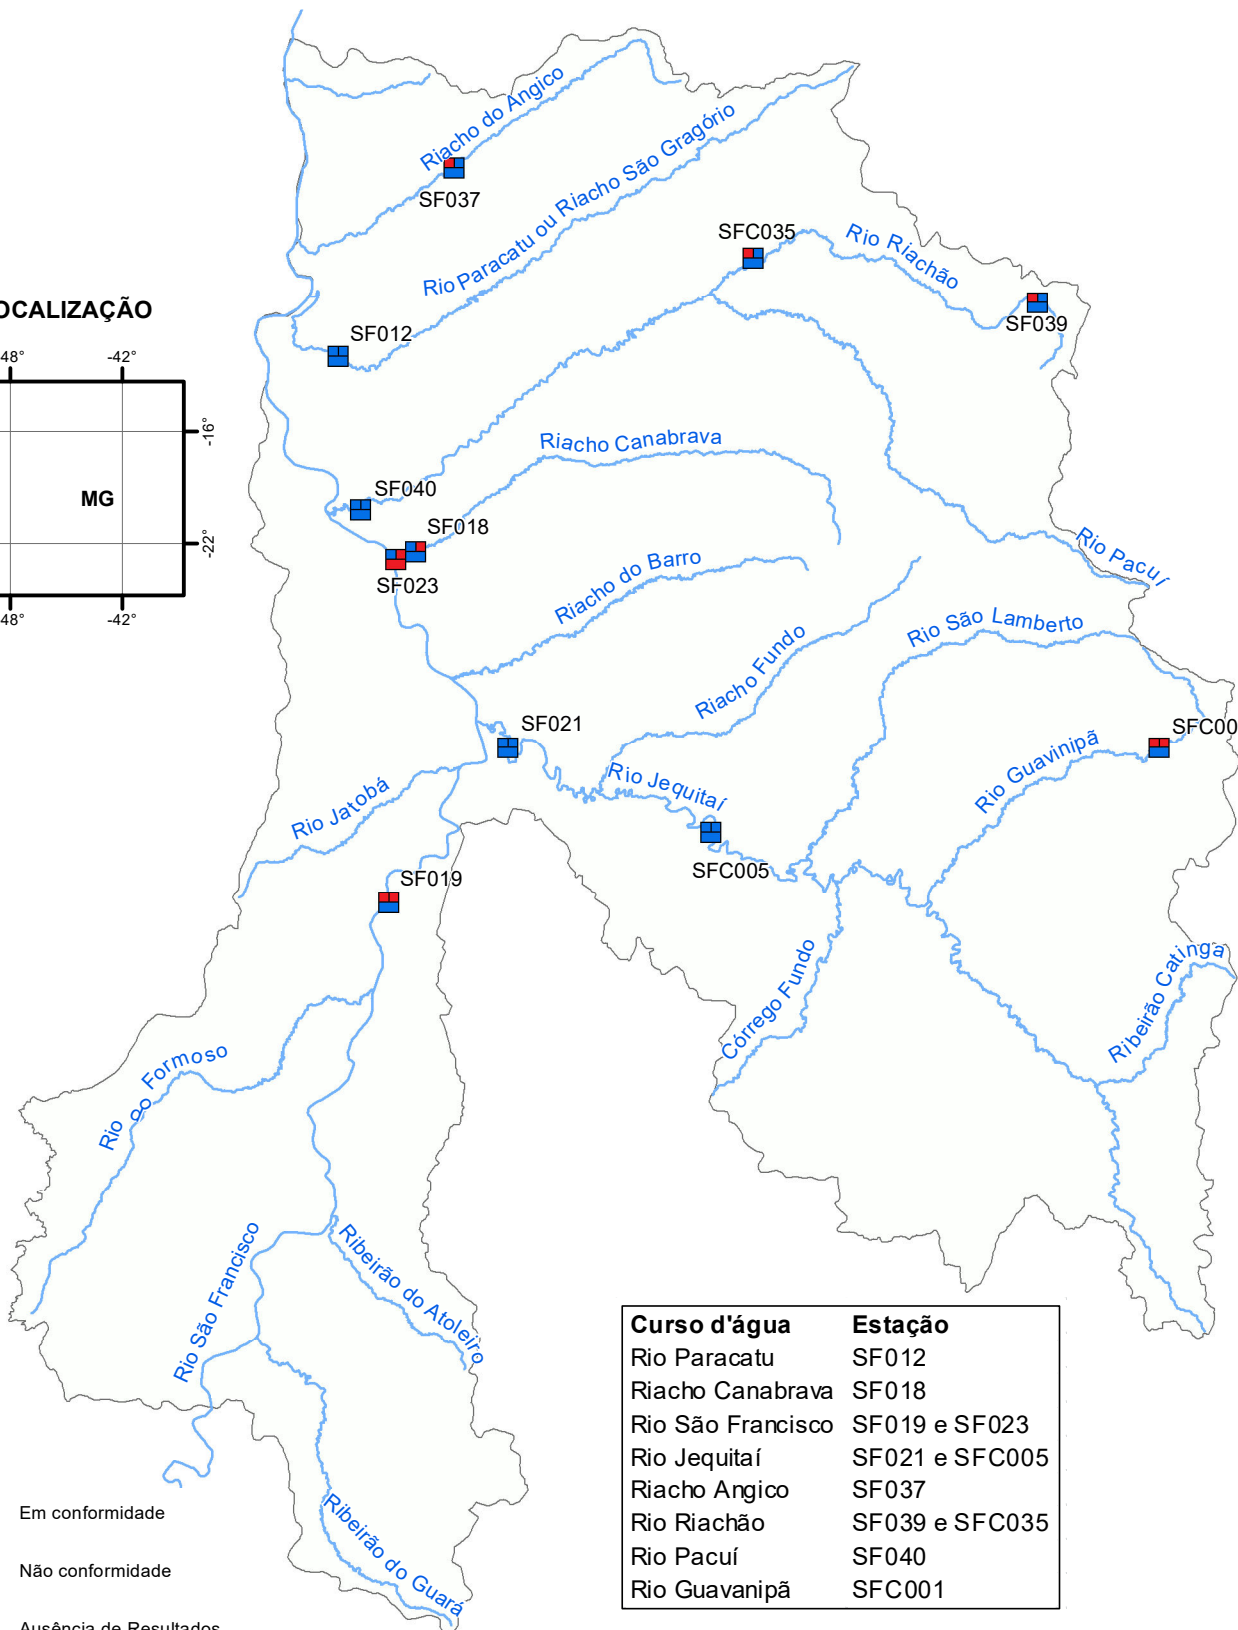 Riacho do Angico
SF037
Rio Paracatu ou Riacho São Gragório
SFC035
Rio Riachão
SF039
OCALIZAÇÃO
SF012
48°
-42°
-16°
MG
-22°
48°
-42°
Riacho Canabrava
SF040
SF018
SF023
Rio Pacuí
Riacho do Barro
Rio São Lamberto
Riacho Fundo
SF021
SFC00
Rio Guavinipã
Rio Jequitaí
Rio Jatobá
SFC005
SF019
Córrego Fundo
Ribeirão Catinga
Rio do Formoso
Rio São Francisco
Ribeirão do Atoleiro
Ribeirão do Guará
Curso d'água Estação
Rio Paracatu SF012
Riacho Canabrava SF018
Rio São Francisco SF019 e SF023
Rio Jequitaí SF021 e SFC005
Riacho Angico SF037
Rio Riachão SF039 e SFC035
Rio Pacuí SF040
Rio Guavanipã SFC001
Em conformidade
Não conformidade
Ausência de Resultados